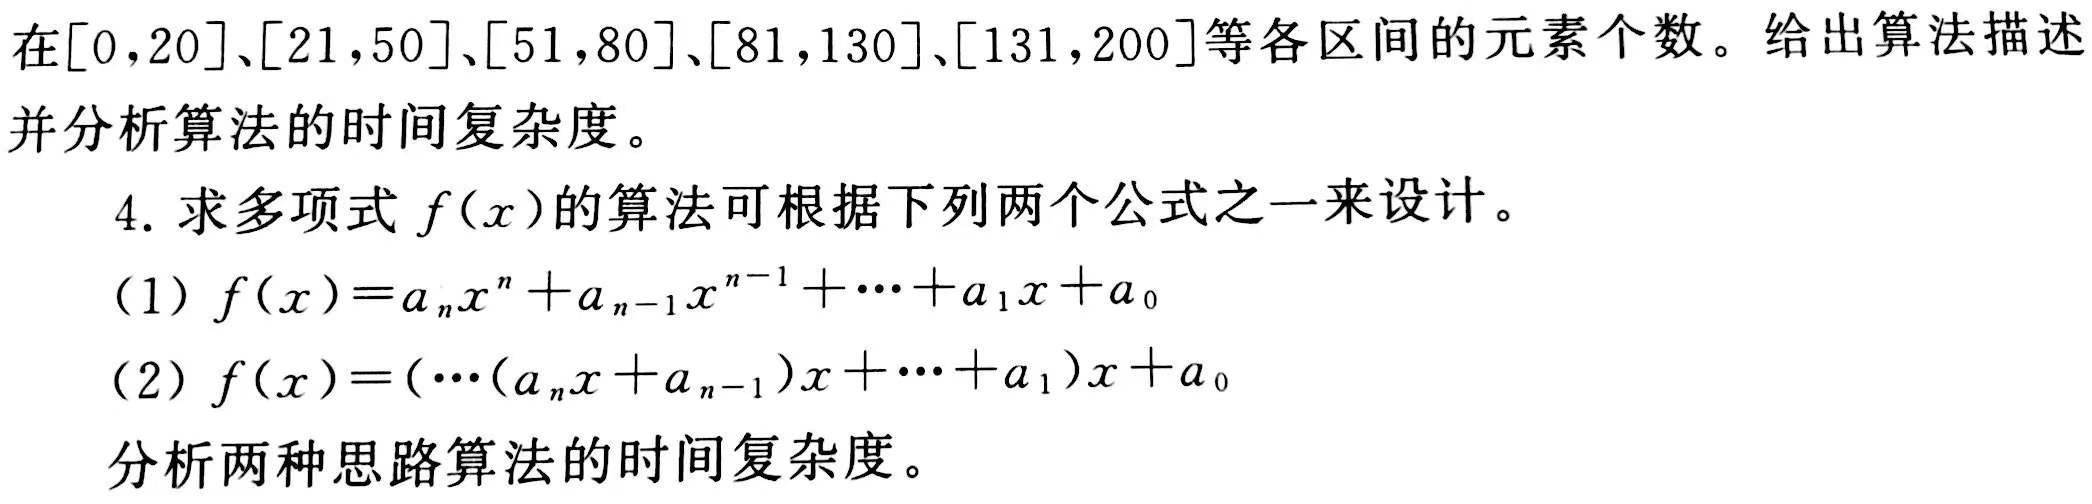 在[0,20]、[21,50]、[51,80]、[81,130]、[131,200]等各区间的元素个数。给出算法描述
并分析算法的时间复杂度。
4. 求多项式 f(x)的算法可根据下列两个公式之一来设计。
(1) f(x)=aₙxⁿ+aₙ₋₁xⁿ⁻¹+⋯+a₁x+a₀
(2) f(x)=(⋯(aₙx+aₙ₋₁)x+⋯+a₁)x+a₀
分析两种思路算法的时间复杂度。